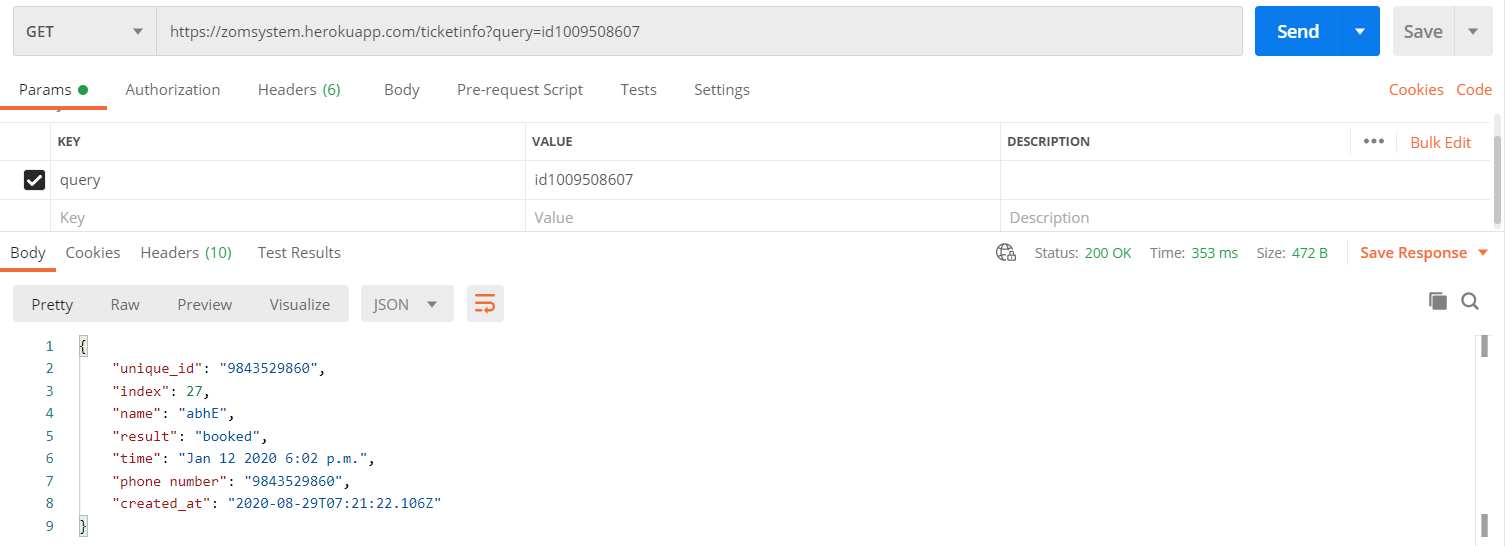 GET https://zomsystem.herokuapp.com/ticketinfo?query=id1009508607 Send Save
Params Authorization Headers (6) Body Pre-request Script Tests Settings Cookies Code
KEY VALUE DESCRIPTION ••• Bulk Edit
query id1009508607
Key Value Description
Body Cookies Headers (10) Test Results Status: 200 OK Time: 353 ms Size: 472 B Save Response
Pretty Raw Preview Visualize JSON
1 {
2 "unique_id": "9843529860",
3 "index": 27,
4 "name": "abhE",
5 "result": "booked",
6 "time": "Jan 12 2020 6:02 p.m.",
7 "phone number": "9843529860",
8 "created_at": "2020-08-29T07:21:22.106Z"
9 }